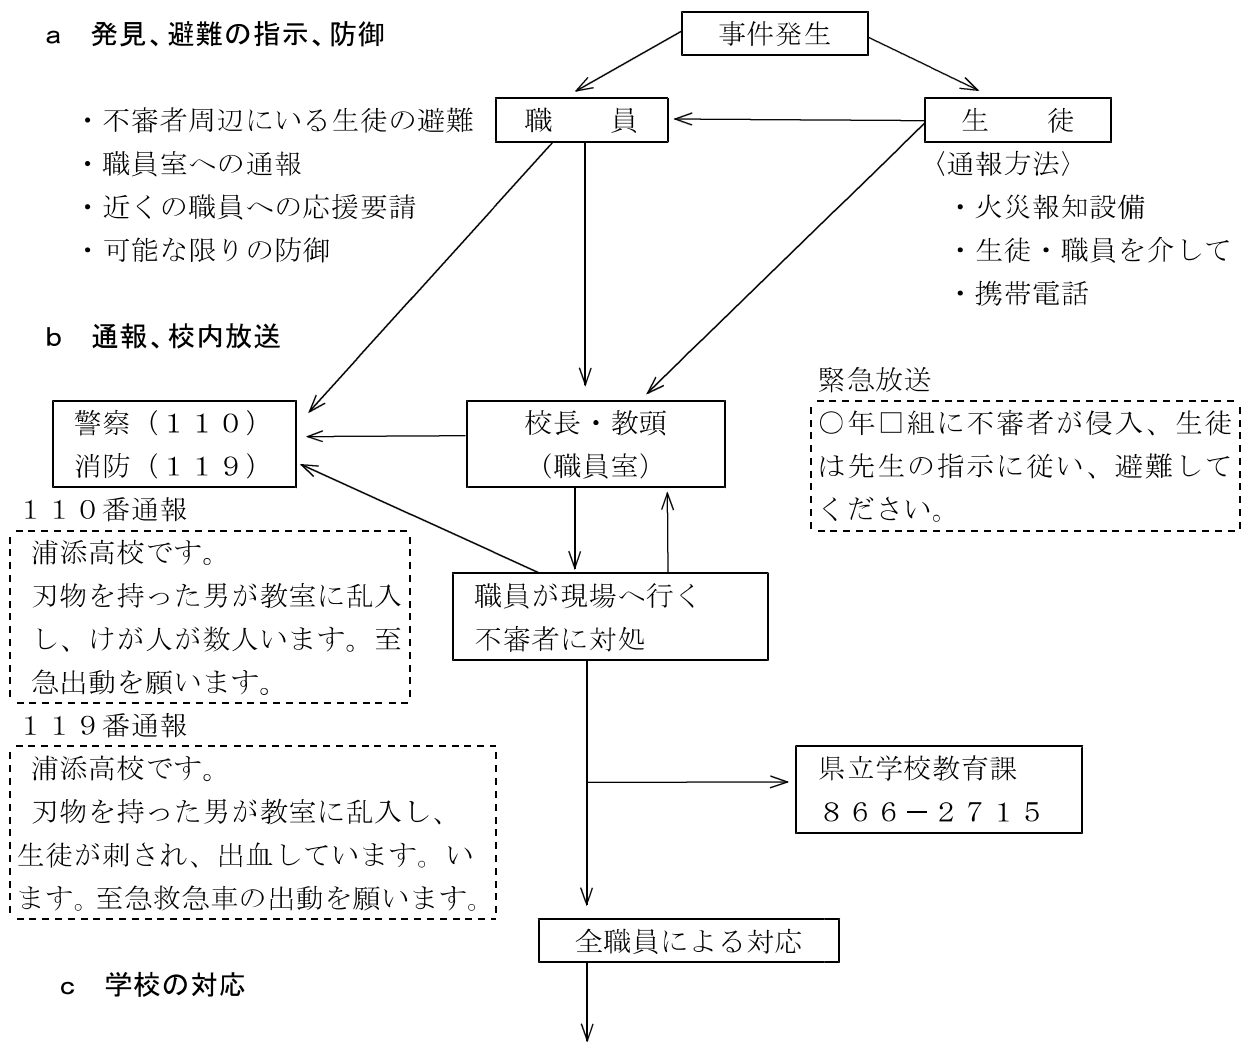 ａ　発見、避難の指示、防御
事件発生
・不審者周辺にいる生徒の避難
職　　員
生　　徒
・職員室への通報
〈通報方法〉
・近くの職員への応援要請
・火災報知設備
・可能な限りの防御
・生徒・職員を介して
・携帯電話
ｂ　通報、校内放送
緊急放送
警察（１１０）
消防（１１９）
校長・教頭
（職員室）
○年□組に不審者が侵入、生徒
は先生の指示に従い、避難して
ください。
１１０番通報
浦添高校です。
刃物を持った男が教室に乱入
し、けが人が数人います。至
急出動を願います。
職員が現場へ行く
不審者に対処
１１９番通報
浦添高校です。
刃物を持った男が教室に乱入し、
生徒が刺され、出血しています。い
ます。至急救急車の出動を願います。
県立学校教育課
８６６－２７１５
全職員による対応
ｃ　学校の対応